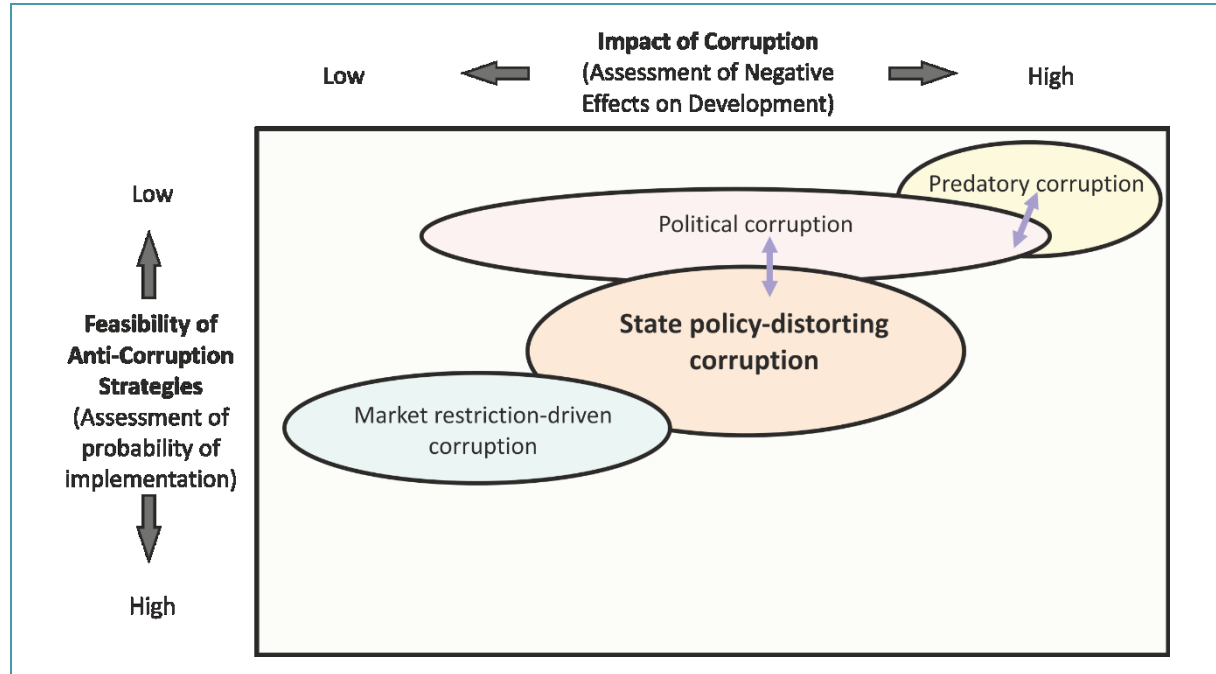 Impact of Corruption
(Assessment of Negative
Effects on Development)
Low
High
Low
Feasibility of
Anti-Corruption
Strategies
(Assessment of
probability of
implementation)
High
Predatory corruption
Political corruption
State policy-distorting
corruption
Market restriction-driven
corruption